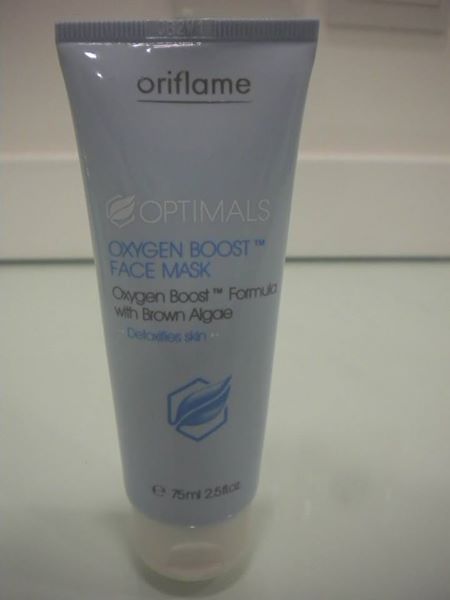 oriflame
OPTIMALS
OXYGEN BOOST™
FACE MASK
Oxygen Boost™ Formula
with Brown Algae
Detoxifies skin
℮ 75ml 2.5fl.oz.